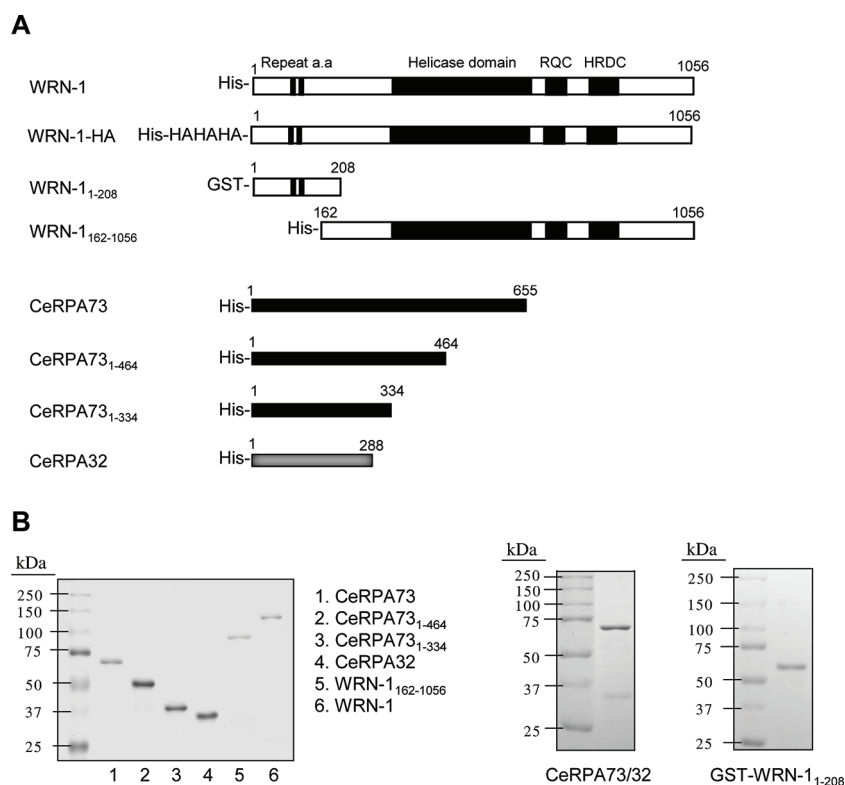 A
Repeat a.a Helicase domain RQC HRDC
1 1056
WRN-1 His-
1 1056
WRN-1-HA His-HAHAHA-
1 208
WRN-1₁₋₂₀₈ GST-
162 1056
WRN-1₁₆₂₋₁₀₅₆ His-
1 655
CeRPA73 His-
1 464
CeRPA73₁₋₄₆₄ His-
1 334
CeRPA73₁₋₃₃₄ His-
1 288
CeRPA32 His-
B
kDa
250
150
100
75
50
37
25
1 2 3 4 5 6
1. CeRPA73
2. CeRPA73₁₋₄₆₄
3. CeRPA73₁₋₃₃₄
4. CeRPA32
5. WRN-1₁₆₂₋₁₀₅₆
6. WRN-1
kDa
250
150
100
75
50
37
25
CeRPA73/32
kDa
250
150
100
75
50
37
25
GST-WRN-1₁₋₂₀₈